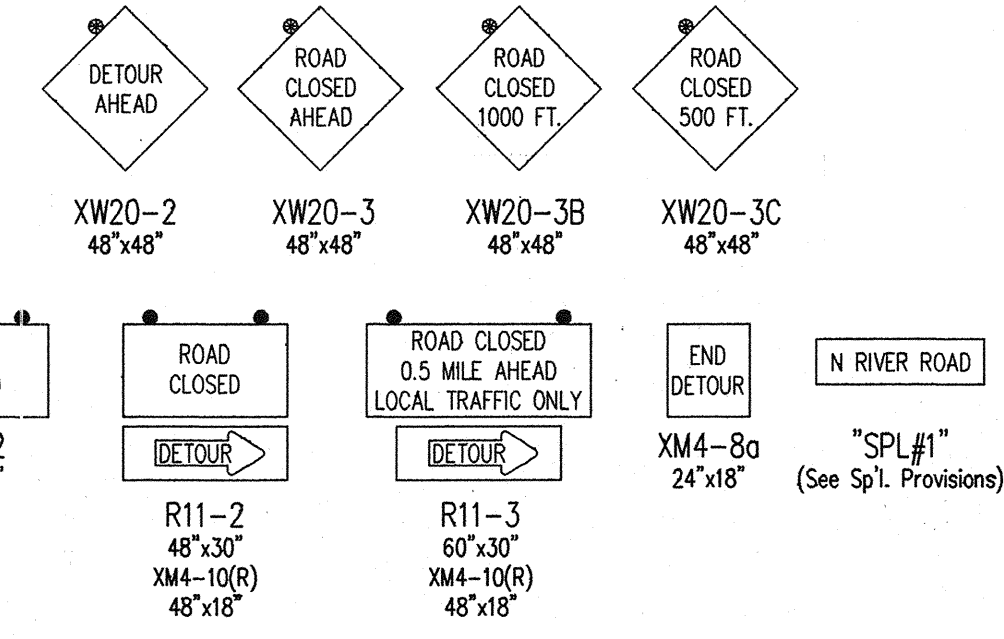 DETOUR
AHEAD
XW20-2
48"x48"
ROAD
CLOSED
AHEAD
XW20-3
48"x48"
ROAD
CLOSED
1000 FT.
XW20-3B
48"x48"
ROAD
CLOSED
500 FT.
XW20-3C
48"x48"
ROAD
CLOSED
DETOUR
R11-2
48"x30"
XM4-10(R)
48"x18"
ROAD CLOSED
0.5 MILE AHEAD
LOCAL TRAFFIC ONLY
DETOUR
R11-3
60"x30"
XM4-10(R)
48"x18"
END
DETOUR
XM4-8a
24"x18"
N RIVER ROAD
"SPL#1"
(See Sp'l. Provisions)